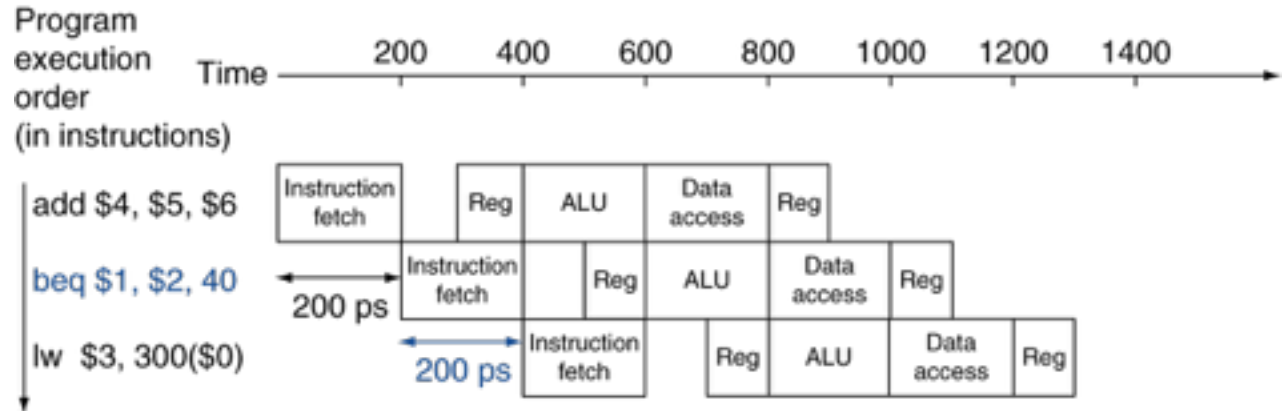 Program
execution
order
(in instructions)
Time
200 400 600 800 1000 1200 1400
add $4, $5, $6
Instruction
fetch
Reg
ALU
Data
access
Reg
beq $1, $2, 40
200 ps
Instruction
fetch
Reg
ALU
Data
access
Reg
lw $3, 300($0)
200 ps
Instruction
fetch
Reg
ALU
Data
access
Reg